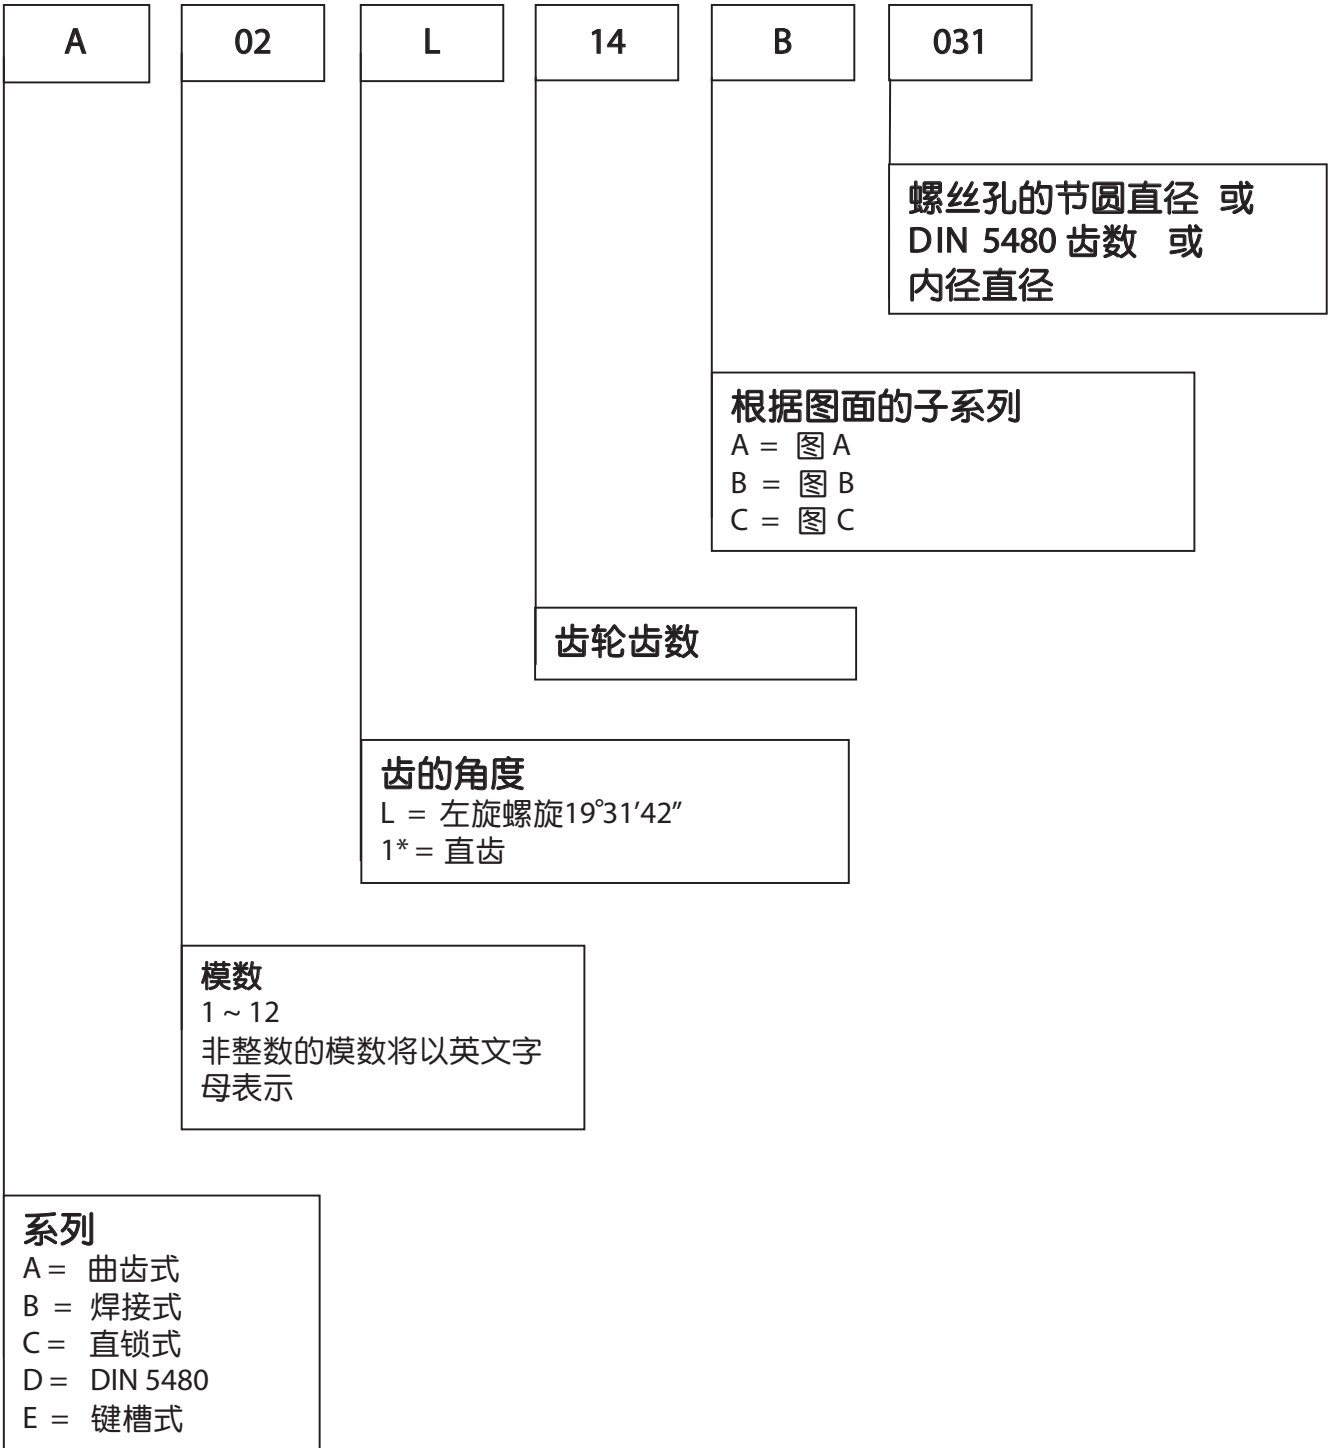 A 02 L 14 B 031
螺丝孔的节圆直径 或
DIN 5480 齿数 或
内径直径
根据图面的子系列
A = 图 A
B = 图 B
C = 图 C
齿轮齿数
齿的角度
L = 左旋螺旋19°31′42″
1* = 直齿
模数
1 ~ 12
非整数的模数将以英文字
母表示
系列
A = 曲齿式
B = 焊接式
C = 直锁式
D = DIN 5480
E = 键槽式